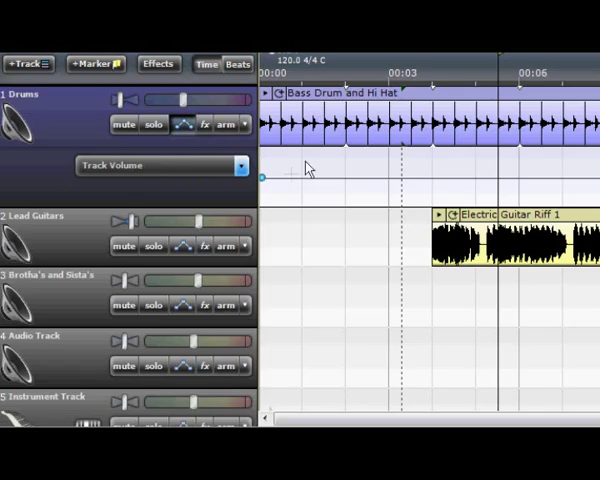 120.0 4/4 C
+Track
+Marker
Effects
Time
Beats
00:00
00:03
00:06
1 Drums
Bass Drum and Hi Hat
mute
solo
fx
arm
Track Volume
2 Lead Guitars
Electric Guitar Riff 1
mute
solo
fx
arm
3 Brotha's and Sista's
mute
solo
fx
arm
4 Audio Track
mute
solo
fx
arm
5 Instrument Track